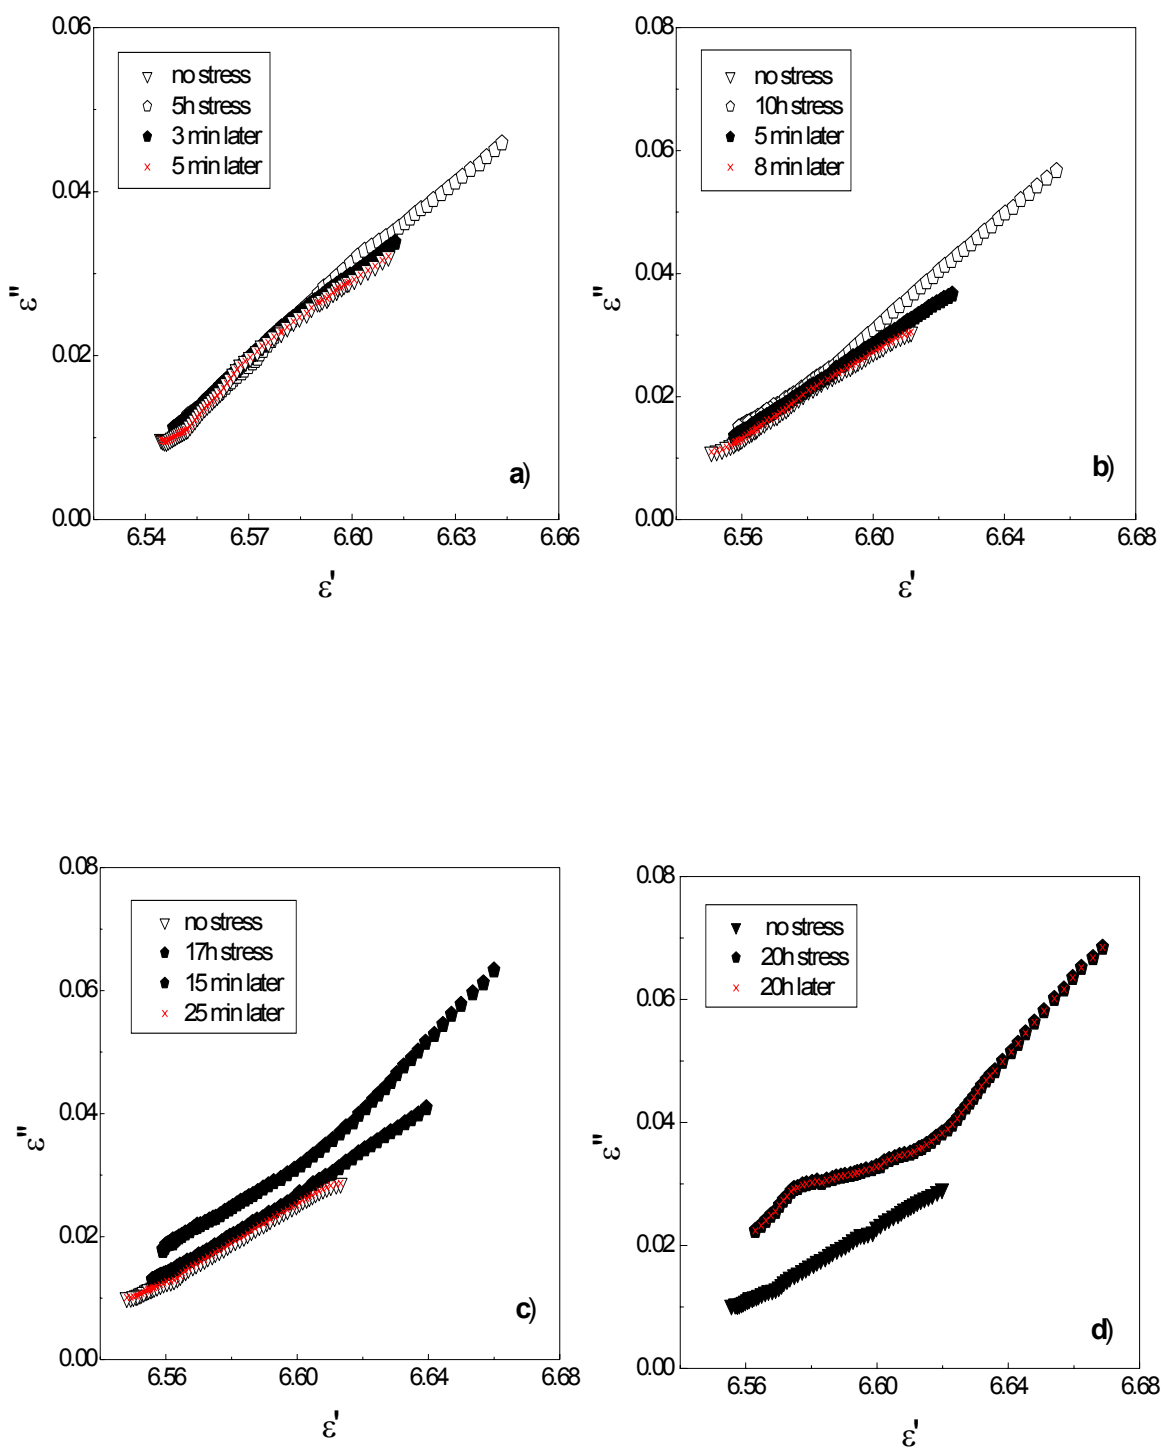 0.06
no stress
5h stress
3 min later
5 min later
0.04
ε"
0.02
a)
0.00
6.54 6.57 6.60 6.63 6.66
ε'
0.08
no stress
10h stress
5 min later
8 min later
0.06
0.04
ε"
0.02
b)
0.00
6.56 6.60 6.64 6.68
ε'
0.08
no stress
17h stress
15 min later
25 min later
0.06
0.04
ε"
0.02
c)
0.00
6.56 6.60 6.64 6.68
ε'
0.08
no stress
20h stress
20h later
0.06
0.04
ε"
0.02
d)
0.00
6.56 6.60 6.64 6.68
ε'